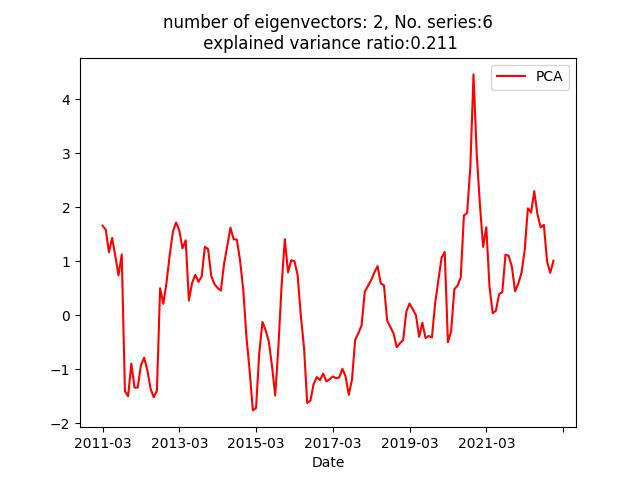 number of eigenvectors: 2, No. series:6
explained variance ratio:0.211
PCA
4
3
2
1
0
−1
−2
2011-03 2013-03 2015-03 2017-03 2019-03 2021-03
Date